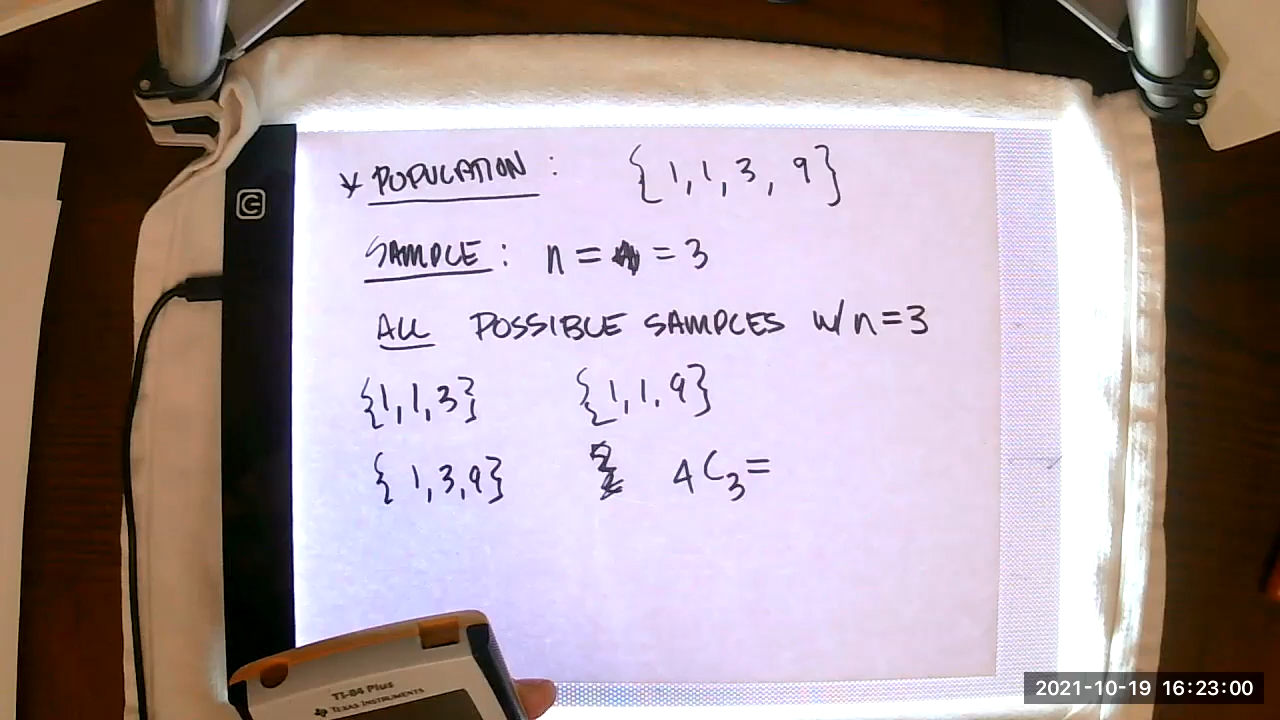 * POPULATION : {1,1,3,9}
SAMPLE : n = = 3
ALL POSSIBLE SAMPLES w/ n=3
{1,1,3} {1,1,9}
{1,3,9} 4C3=
TI-84 Plus
TEXAS INSTRUMENTS
2021-10-19 16:23:00